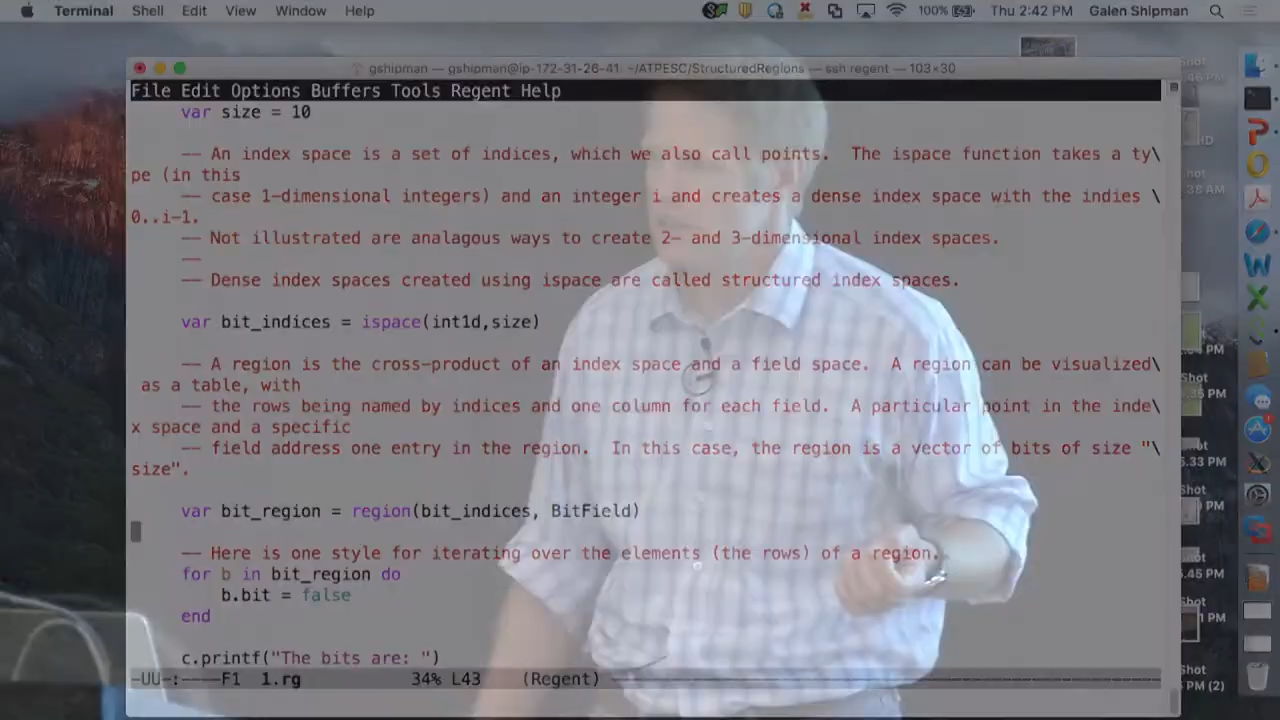 Terminal Shell Edit View Window Help 100% Thu 2:42 PM Galen Shipman
gshipman — gshipman@ip-172-31-26-41: ~/ATPESC/StructuredRegions — ssh regent — 103×30
File Edit Options Buffers Tools Regent Help
var size = 10
-- An index space is a set of indices, which we also call points.  The ispace function takes a ty\
pe (in this
-- case 1-dimensional integers) and an integer i and creates a dense index space with the indies \
0..i-1.
-- Not illustrated are analagous ways to create 2- and 3-dimensional index spaces.
--
-- Dense index spaces created using ispace are called structured index spaces.
var bit_indices = ispace(int1d,size)
-- A region is the cross-product of an index space and a field space.  A region can be visualized\
as a table, with
-- the rows being named by indices and one column for each field.  A particular point in the inde\
x space and a specific
-- field address one entry in the region.  In this case, the region is a vector of bits of size "\
size".
var bit_region = region(bit_indices, BitField)
-- Here is one style for iterating over the elements (the rows) of a region.
for b in bit_region do
b.bit = false
end
c.printf("The bits are: ")
-UU-:----F1  1.rg  34% L43  (Regent)